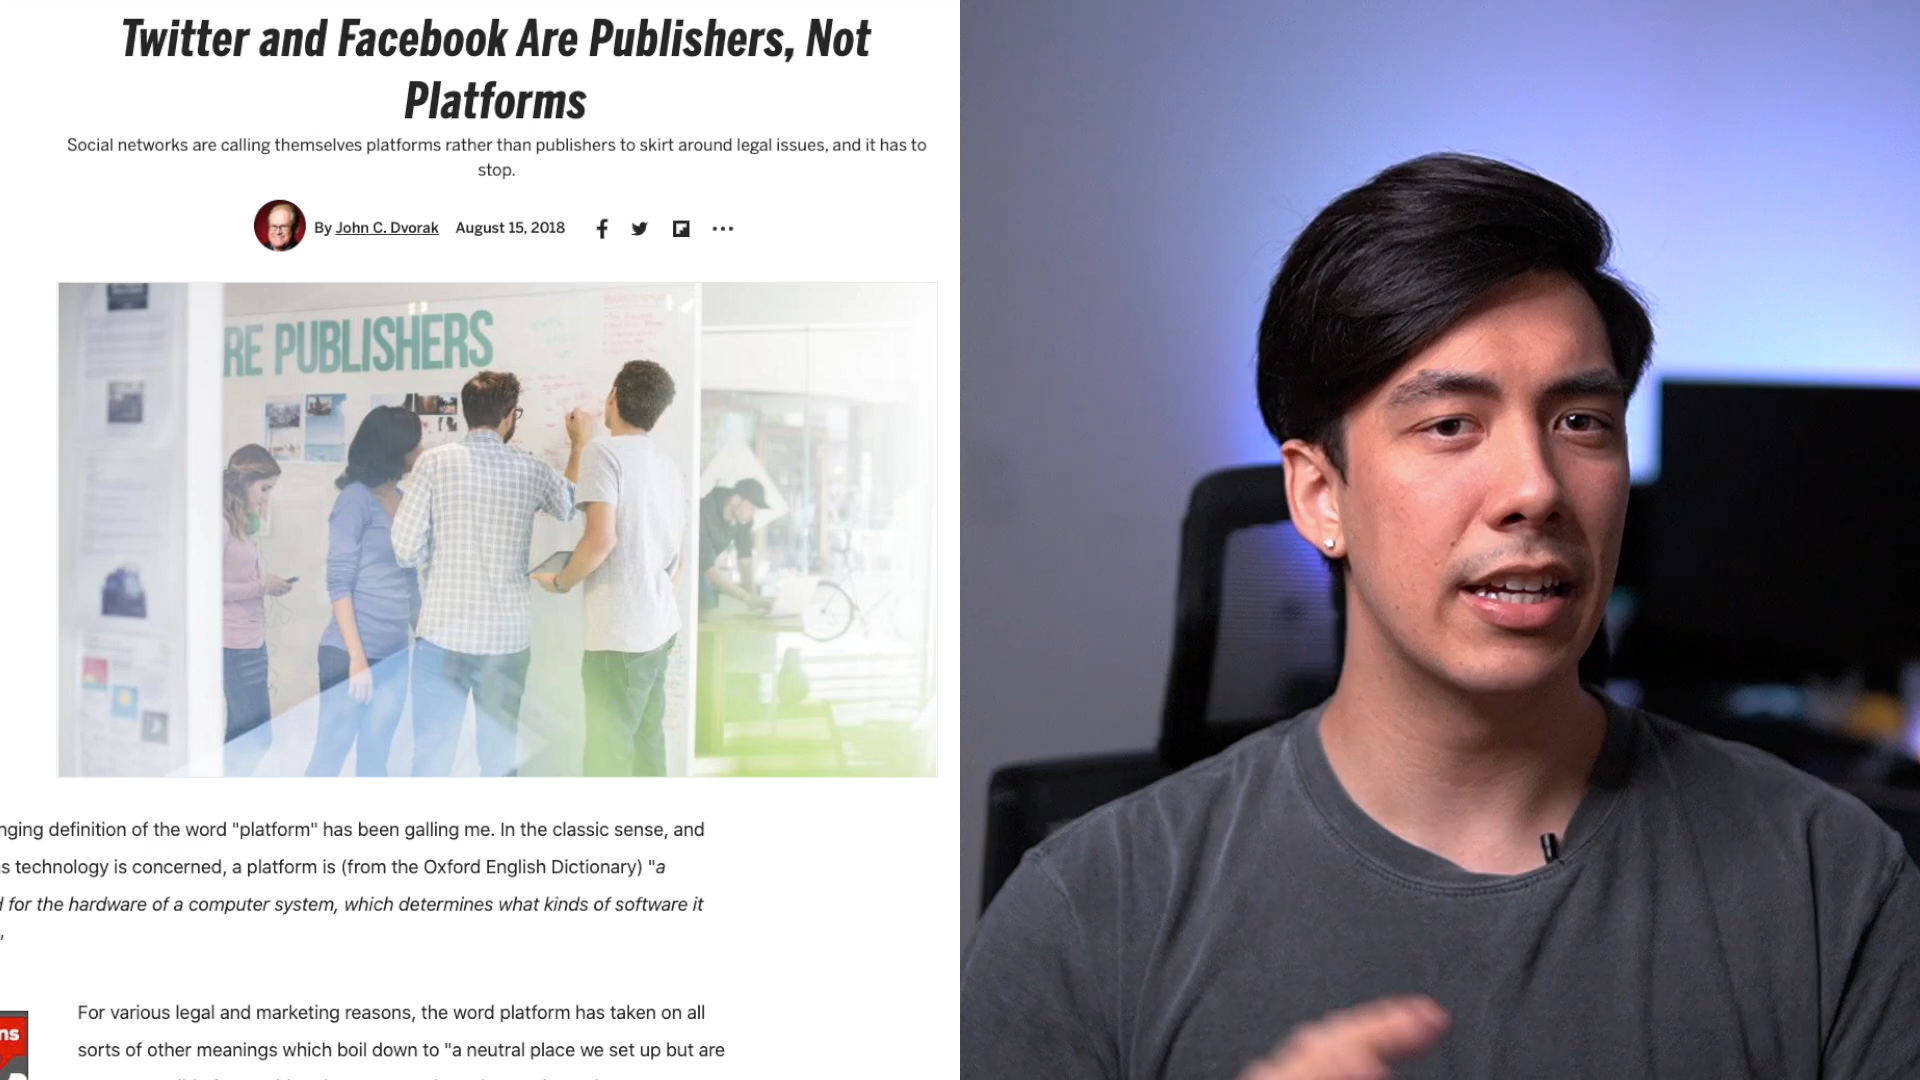 Twitter and Facebook Are Publishers, Not
Platforms
Social networks are calling themselves platforms rather than publishers to skirt around legal issues, and it has to
stop.
By John C. Dvorak August 15, 2018
RE PUBLISHERS
definition of the word "platform" has been galling me. In the classic sense, and
technology is concerned, a platform is (from the Oxford English Dictionary) "a
for the hardware of a computer system, which determines what kinds of software it
For various legal and marketing reasons, the word platform has taken on all
sorts of other meanings which boil down to "a neutral place we set up but are